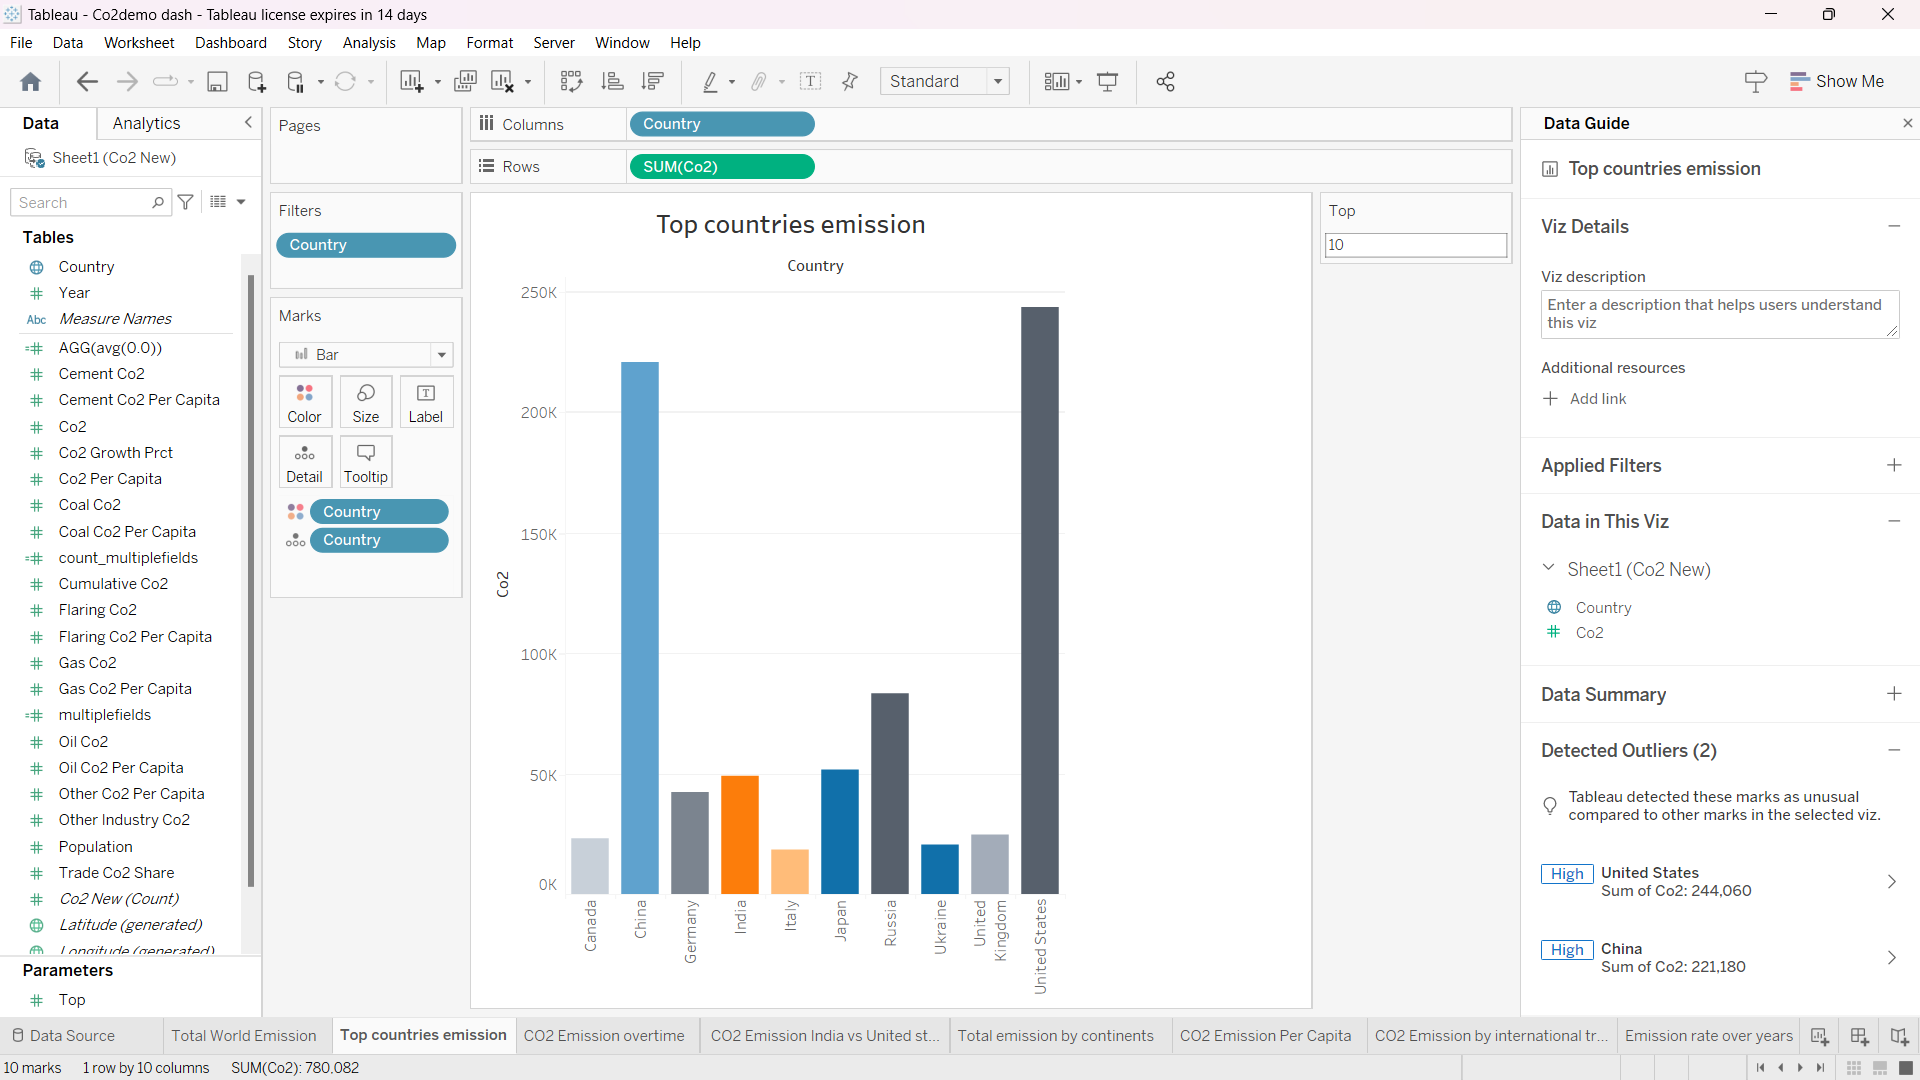 Tableau - Co2demo dash - Tableau license expires in 14 days
File Data Worksheet Dashboard Story Analysis Map Format Server Window Help
Standard
Show Me
Data Analytics
Sheet1 (Co2 New)
Search
Tables
Country
Year
Abc Measure Names
=# AGG(avg(0.0))
# Cement Co2
# Cement Co2 Per Capita
# Co2
# Co2 Growth Prct
# Co2 Per Capita
# Coal Co2
# Coal Co2 Per Capita
=# count_multiplefields
# Cumulative Co2
# Flaring Co2
# Flaring Co2 Per Capita
# Gas Co2
# Gas Co2 Per Capita
=# multiplefields
# Oil Co2
# Oil Co2 Per Capita
# Other Co2 Per Capita
# Other Industry Co2
# Population
# Trade Co2 Share
# Co2 New (Count)
Latitude (generated)
Longitude (generated)
Parameters
# Top
Pages
Filters
Country
Marks
Bar
Color Size Label
Detail Tooltip
Country
Country
Columns Country
Rows SUM(Co2)
Top countries emission
Country
250K
200K
150K
100K
50K
0K
Co2
Canada
China
Germany
India
Italy
Japan
Russia
Ukraine
United
Kingdom
United States
Top
10
Data Guide
Top countries emission
Viz Details
Viz description
Enter a description that helps users understand
this viz
Additional resources
Add link
Applied Filters
Data in This Viz
Sheet1 (Co2 New)
Country
# Co2
Data Summary
Detected Outliers (2)
Tableau detected these marks as unusual
compared to other marks in the selected viz.
High United States
Sum of Co2: 244,060
High China
Sum of Co2: 221,180
Data Source Total World Emission Top countries emission CO2 Emission overtime CO2 Emission India vs United st... Total emission by continents CO2 Emission Per Capita CO2 Emission by international tr... Emission rate over years
10 marks 1 row by 10 columns SUM(Co2): 780,082